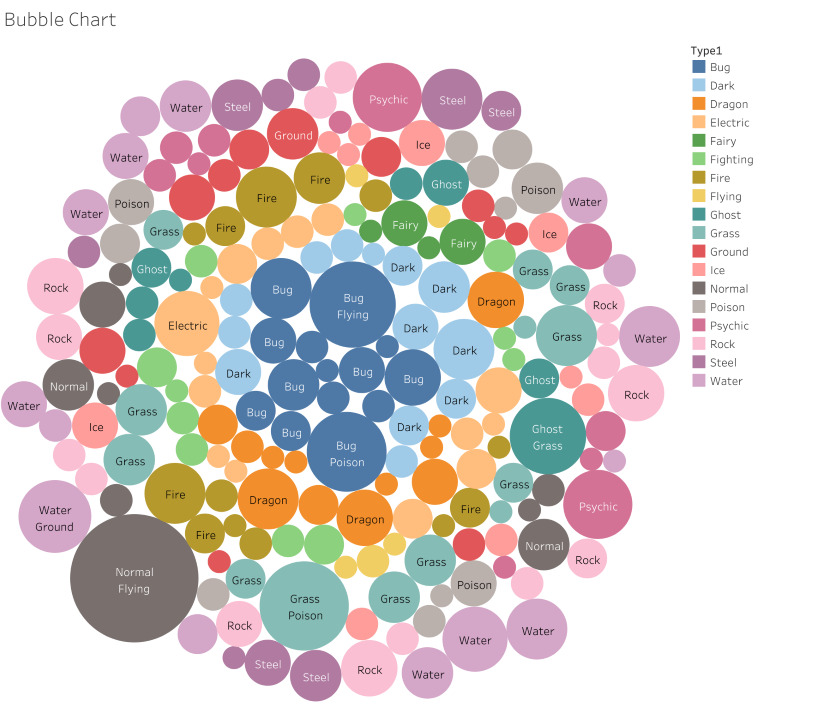 Bubble Chart
Type1
Bug
Dark
Dragon
Electric
Fairy
Fighting
Fire
Flying
Ghost
Grass
Ground
Ice
Normal
Poison
Psychic
Rock
Steel
Water
Water
Steel
Psychic
Steel
Steel
Ground
Ice
Water
Fire
Fire
Ghost
Poison
Water
Poison
Water
Grass
Fire
Fairy
Fairy
Ice
Ghost
Dark
Grass
Rock
Bug
Dark
Grass
Bug
Flying
Dragon
Rock
Electric
Dark
Rock
Bug
Grass
Water
Dark
Dark
Bug
Ghost
Normal
Bug
Bug
Rock
Water
Grass
Bug
Dark
Ice
Bug
Dark
Ghost
Grass
Grass
Bug
Poison
Grass
Fire
Dragon
Fire
Psychic
Water
Ground
Dragon
Fire
Normal
Rock
Normal
Flying
Grass
Grass
Poison
Grass
Poison
Grass
Rock
Water
Water
Steel
Steel
Rock
Water